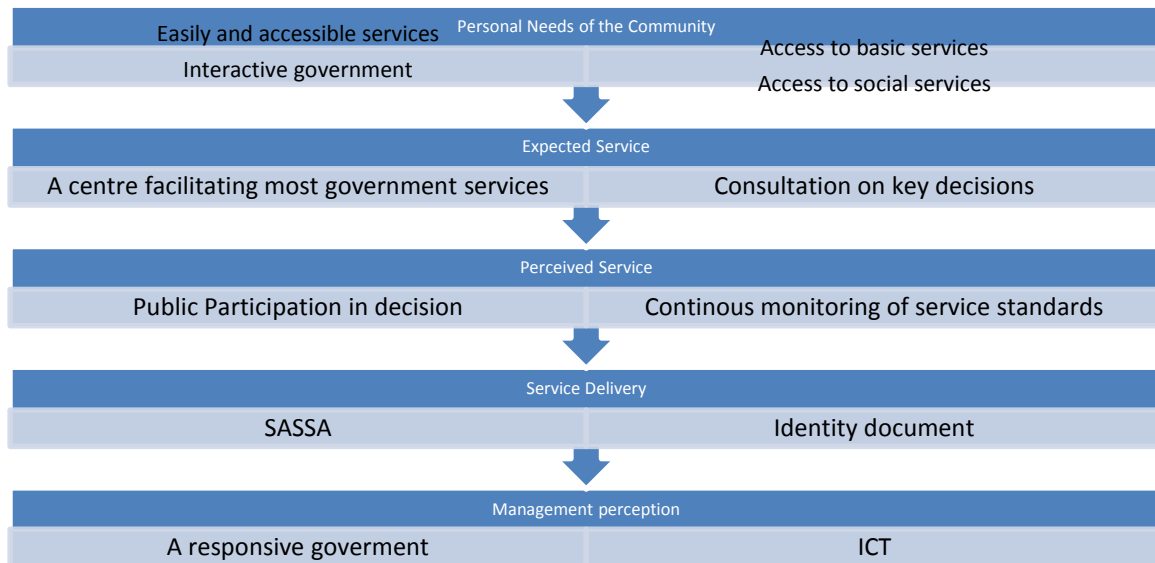 Personal Needs of the Community
Easily and accessible services
Interactive government
Access to basic services
Access to social services
Expected Service
A centre facilitating most government services
Consultation on key decisions
Perceived Service
Public Participation in decision
Continous monitoring of service standards
Service Delivery
SASSA
Identity document
Management perception
A responsive goverment
ICT